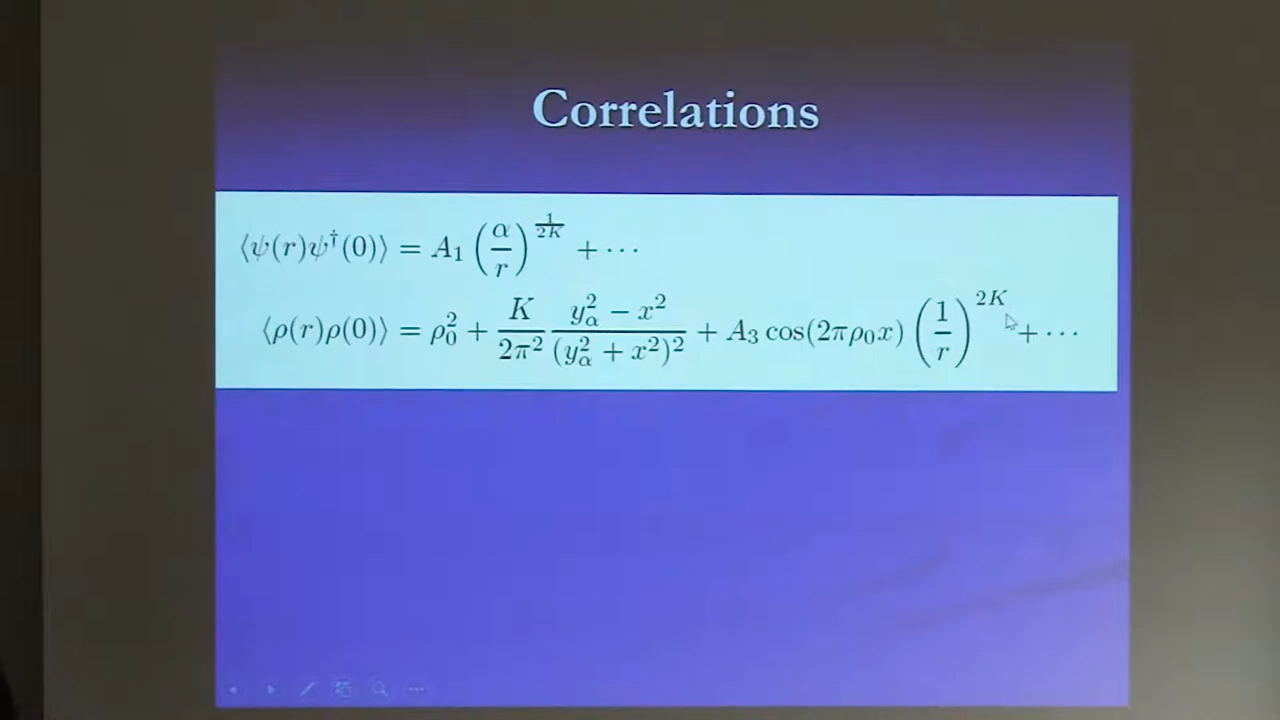 Correlations
⟨ψ(r)ψ†(0)⟩ = A₁ (α/r)^(1/2K) + ⋯
⟨ρ(r)ρ(0)⟩ = ρ₀² + K/(2π²) (y_α² − x²)/(y_α² + x²)² + A₃ cos(2πρ₀x) (1/r)^(2K) + ⋯